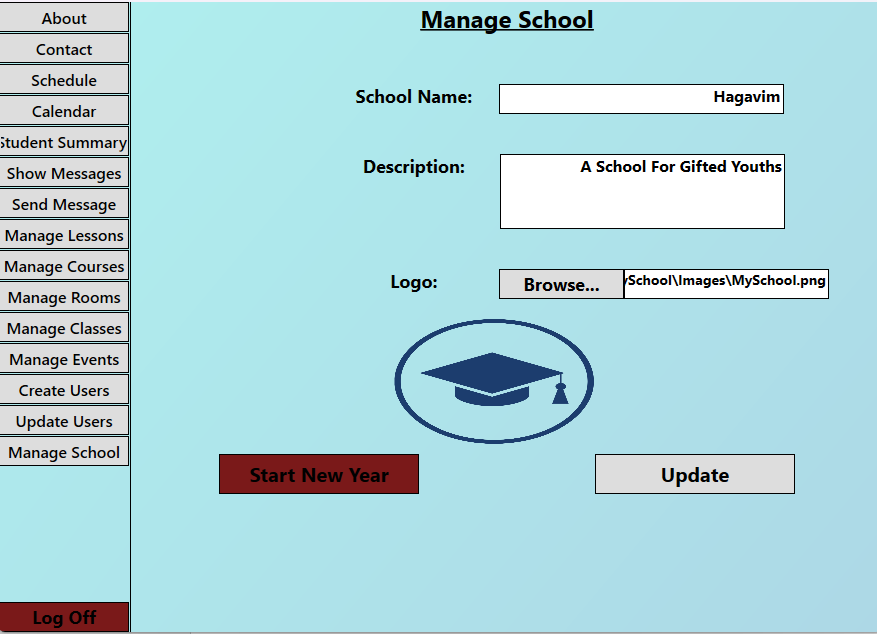 About
Contact
Schedule
Calendar
Student Summary
Show Messages
Send Message
Manage Lessons
Manage Courses
Manage Rooms
Manage Classes
Manage Events
Create Users
Update Users
Manage School
Log Off
Manage School
School Name: Hagavim
Description: A School For Gifted Youths
Logo: Browse... ySchool\Images\MySchool.png
Start New Year Update